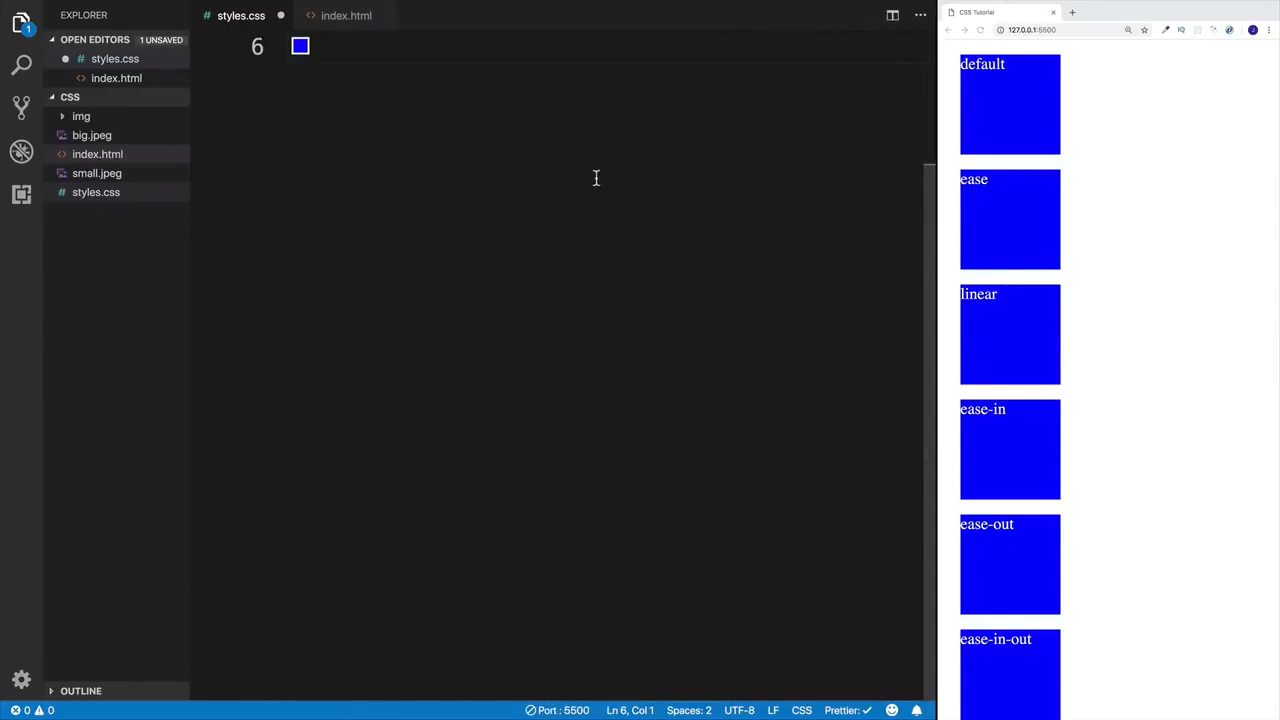 EXPLORER
OPEN EDITORS 1 UNSAVED
styles.css
index.html
CSS
img
big.jpeg
index.html
small.jpeg
styles.css
OUTLINE
1
# styles.css
<> index.html
6
0 0
Port : 5500
Ln 6, Col 1
Spaces: 2
UTF-8
LF
CSS
Prettier: ✓
CSS Tutorial
127.0.0.1:5500
default
ease
linear
ease-in
ease-out
ease-in-out